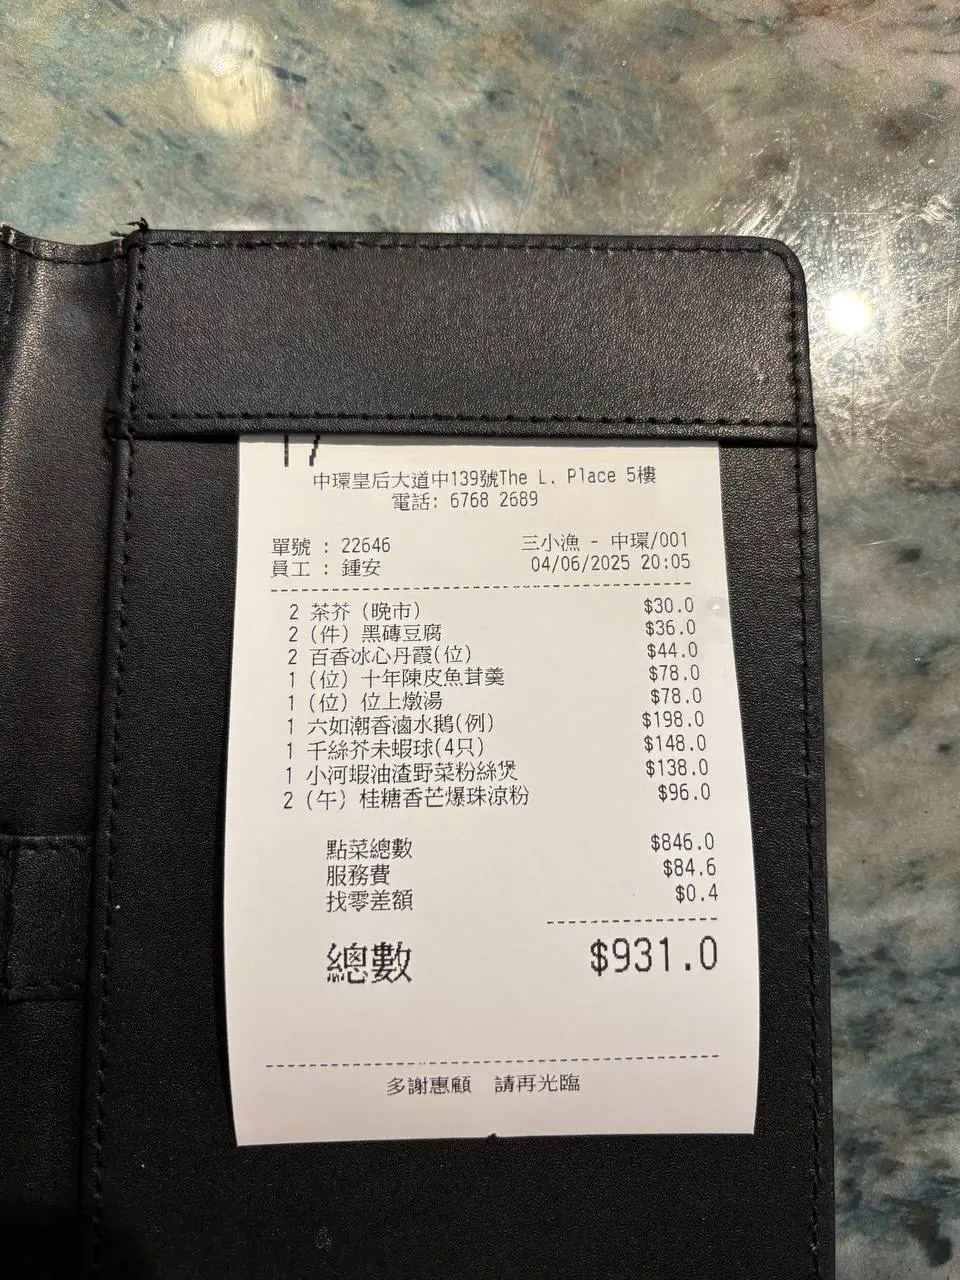 17
中環皇后大道中139號The L. Place 5樓
電話: 6768 2689
單號 : 22646 三小漁 - 中環/001
員工 : 鍾安 04/06/2025 20:05
2 茶芥 (晚市) $30.0
2 (件) 黑磚豆腐 $36.0
2 百香冰心丹霞(位) $44.0
1 (位) 十年陳皮魚茸羹 $78.0
1 (位) 位上燉湯 $78.0
1 六如潮香滷水鵝(例) $198.0
1 千絲芥末蝦球(4只) $148.0
1 小河蝦油渣野菜粉絲煲 $138.0
2 (午) 桂糖香芒爆珠涼粉 $96.0
點菜總數 $846.0
服務費 $84.6
找零差額 $0.4
總數 $931.0
多謝惠顧 請再光臨